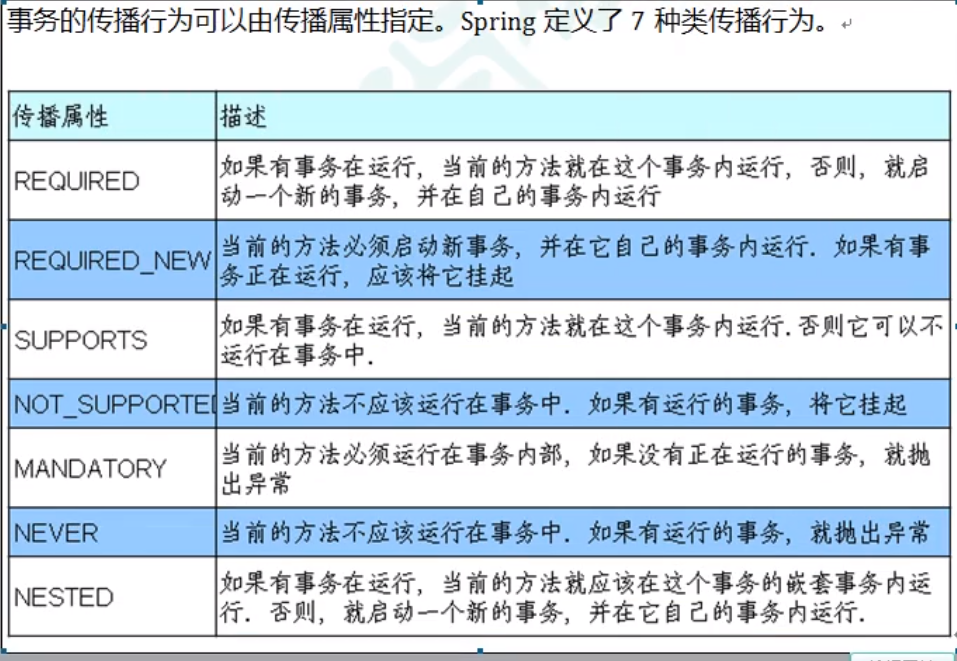 事务的传播行为可以由传播属性指定。Spring 定义了 7 种类传播行为。
传播属性
描述
REQUIRED
如果有事务在运行，当前的方法就在这个事务内运行，否则，就启
动一个新的事务，并在自己的事务内运行
REQUIRED_NEW
当前的方法必须启动新事务，并在它自己的事务内运行．如果有事
务正在运行，应该将它挂起
SUPPORTS
如果有事务在运行，当前的方法就在这个事务内运行．否则它可以不
运行在事务中．
NOT_SUPPORTED
当前的方法不应该运行在事务中．如果有运行的事务，将它挂起
MANDATORY
当前的方法必须运行在事务内部，如果没有正在运行的事务，就抛
出异常
NEVER
当前的方法不应该运行在事务中．如果有运行的事务，就抛出异常
NESTED
如果有事务在运行，当前的方法就应该在这个事务的嵌套事务内运
行．否则，就启动一个新的事务，并在它自己的事务内运行．